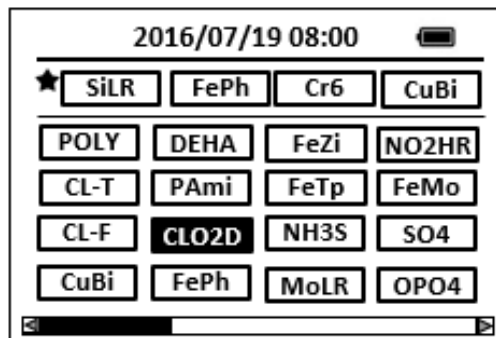 2016/07/19 08:00
SiLR FePh Cr6 CuBi
POLY DEHA FeZi NO2HR
CL-T PAmi FeTp FeMo
CL-F CLO2D NH3S SO4
CuBi FePh MoLR OPO4